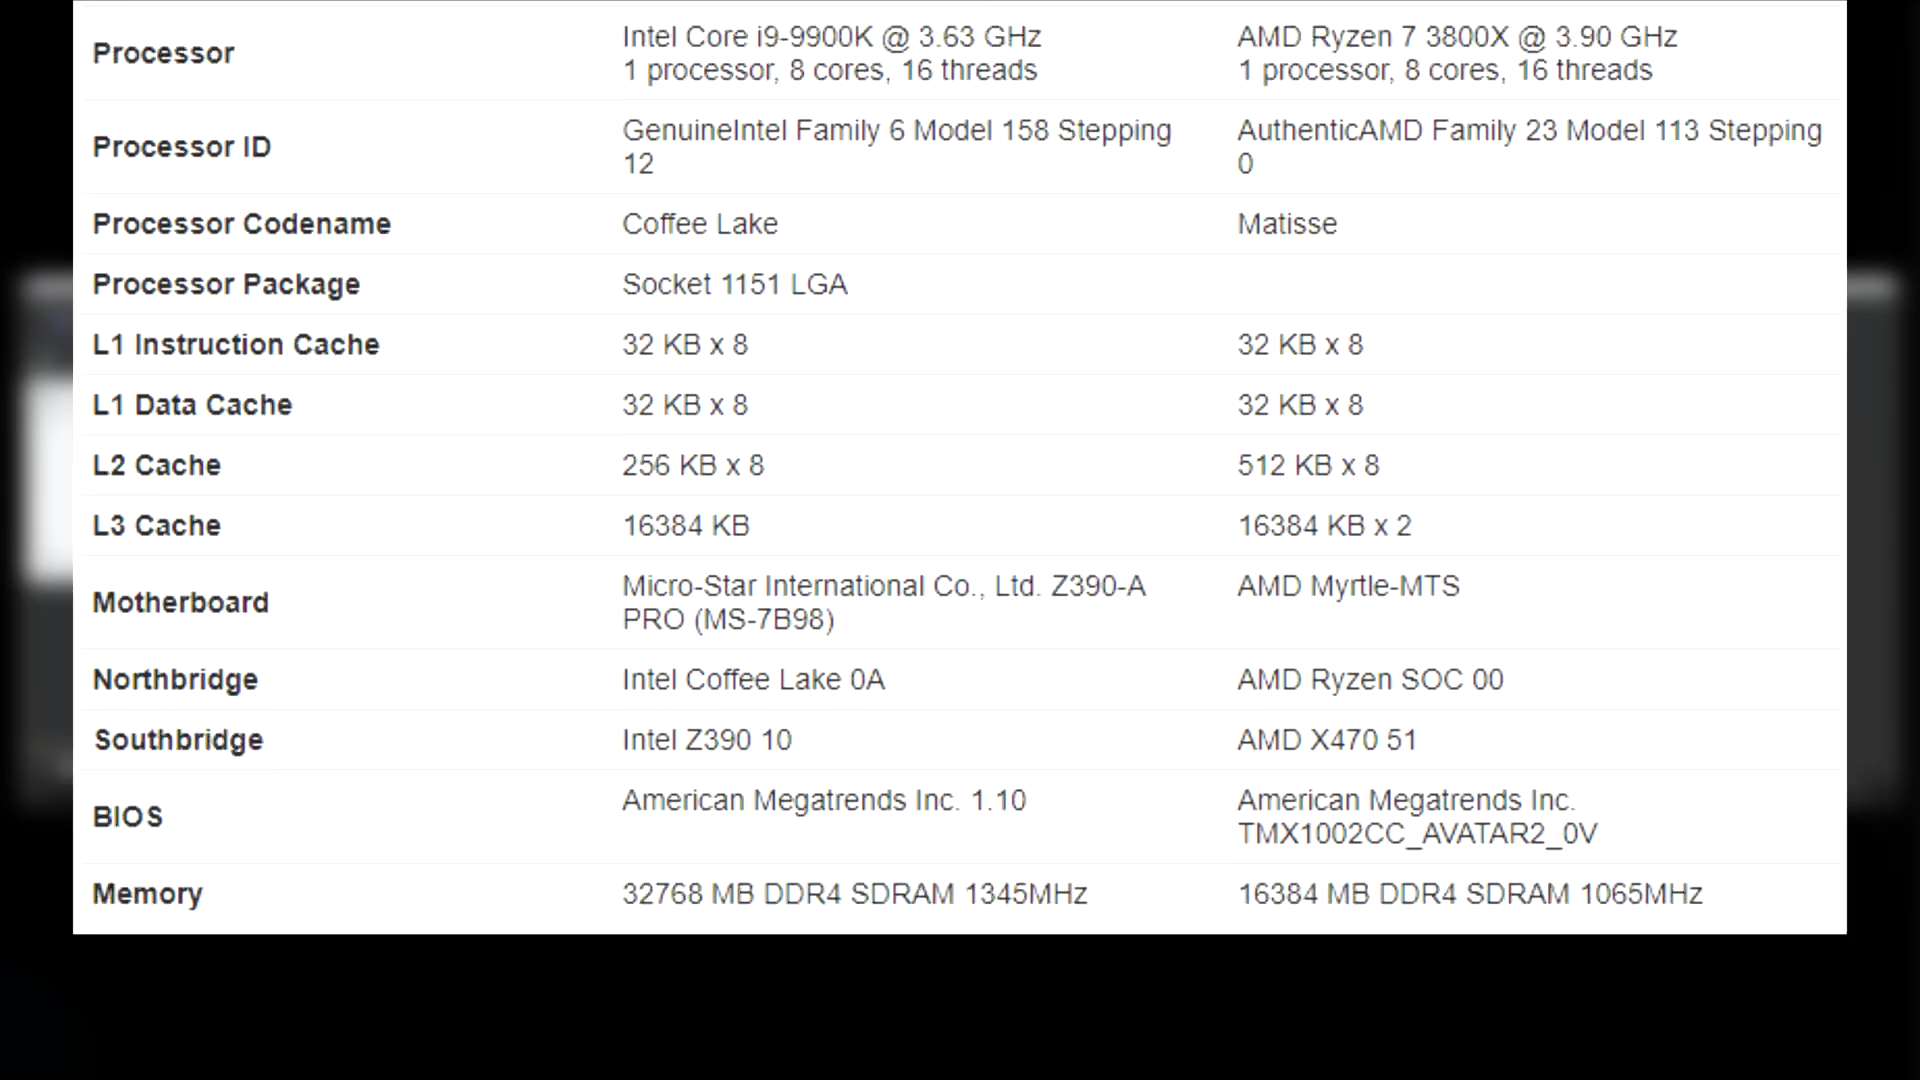 Processor
Intel Core i9-9900K @ 3.63 GHz
1 processor, 8 cores, 16 threads
AMD Ryzen 7 3800X @ 3.90 GHz
1 processor, 8 cores, 16 threads
Processor ID
GenuineIntel Family 6 Model 158 Stepping
12
AuthenticAMD Family 23 Model 113 Stepping
0
Processor Codename
Coffee Lake
Matisse
Processor Package
Socket 1151 LGA
L1 Instruction Cache
32 KB x 8
32 KB x 8
L1 Data Cache
32 KB x 8
32 KB x 8
L2 Cache
256 KB x 8
512 KB x 8
L3 Cache
16384 KB
16384 KB x 2
Motherboard
Micro-Star International Co., Ltd. Z390-A
PRO (MS-7B98)
AMD Myrtle-MTS
Northbridge
Intel Coffee Lake 0A
AMD Ryzen SOC 00
Southbridge
Intel Z390 10
AMD X470 51
BIOS
American Megatrends Inc. 1.10
American Megatrends Inc.
TMX1002CC_AVATAR2_0V
Memory
32768 MB DDR4 SDRAM 1345MHz
16384 MB DDR4 SDRAM 1065MHz